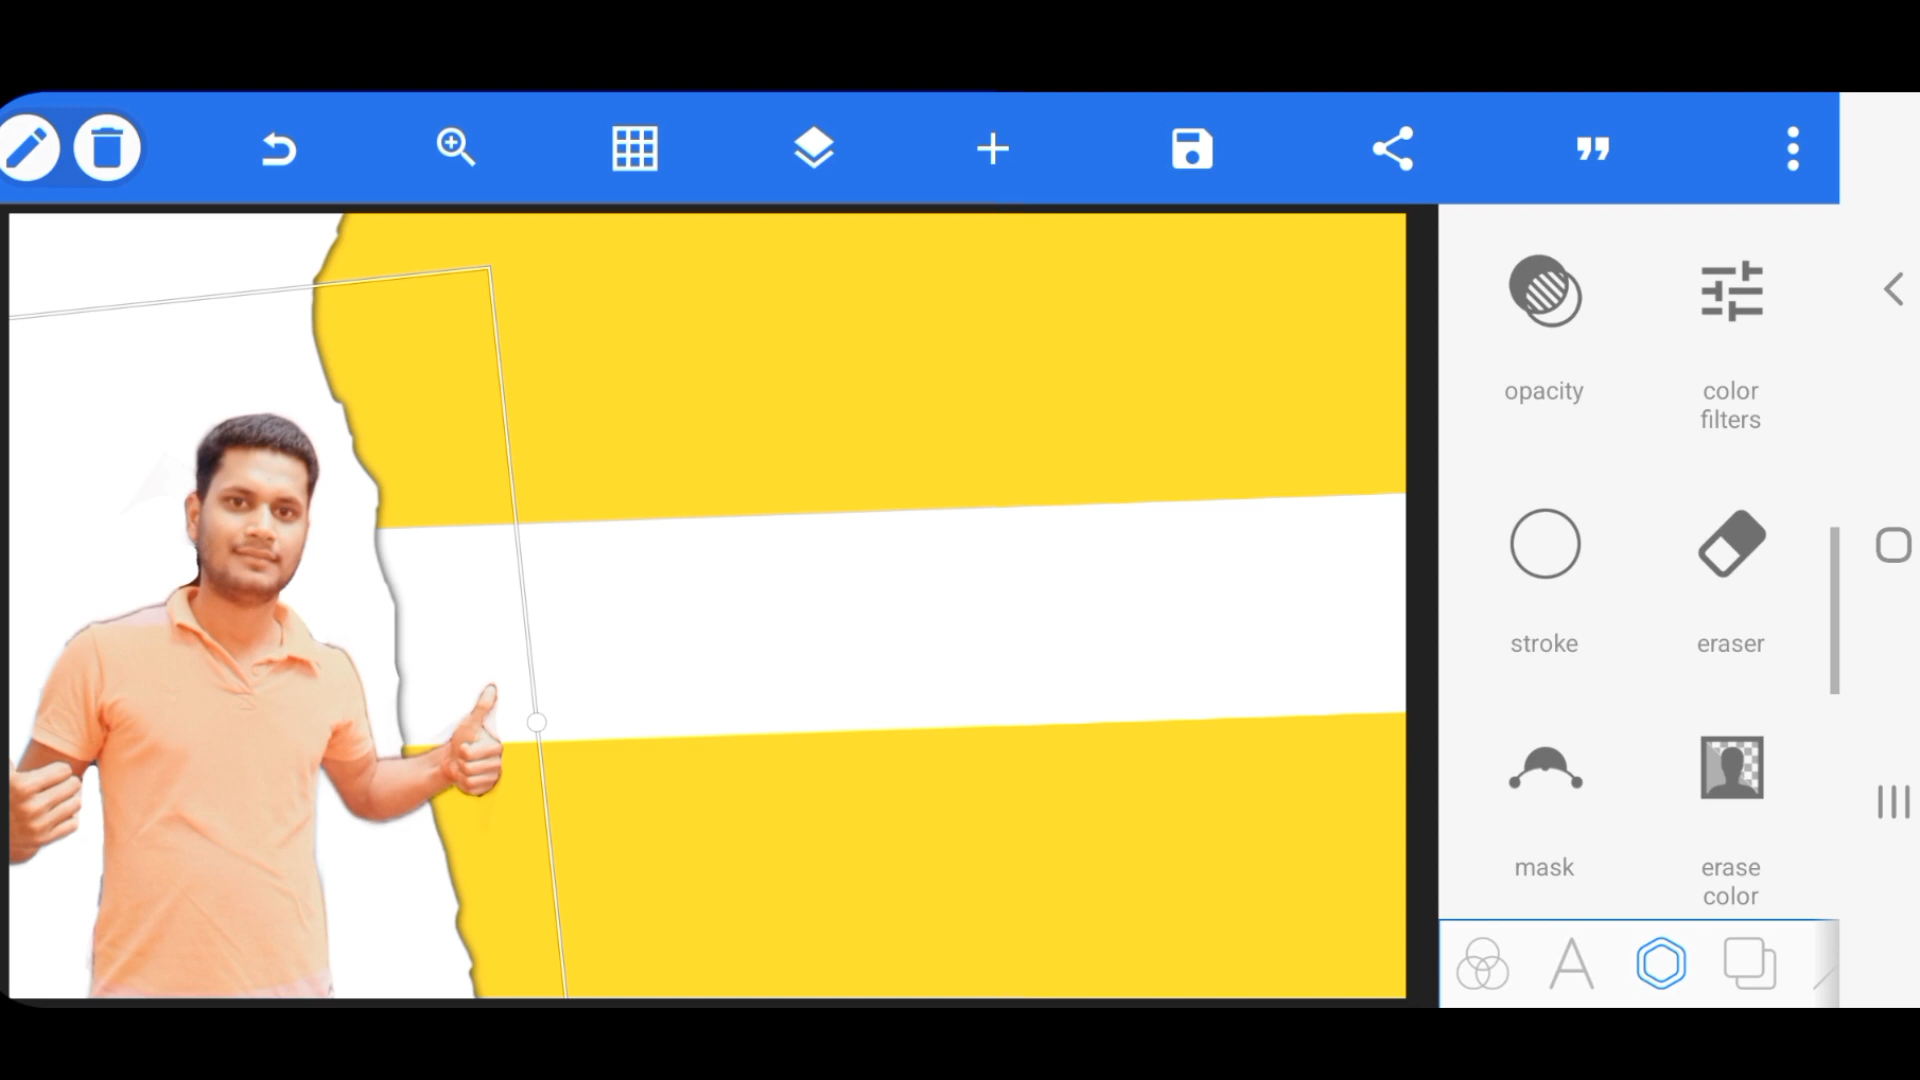 opacity
color
filters
stroke
eraser
mask
erase
color